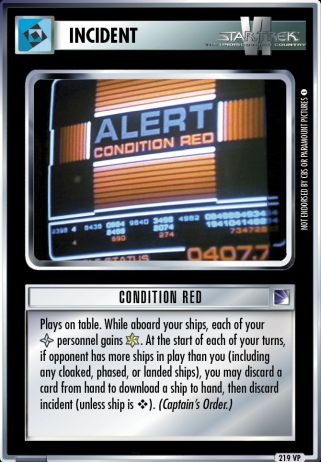 INCIDENT
STAR TREK
VI
THE UNDISCOVERED COUNTRY
ALERT
CONDITION RED
0407.7
NOT ENDORSED BY CBS OR PARAMOUNT PICTURES
CONDITION RED
Plays on table. While aboard your ships, each of your
personnel gains . At the start of each of your turns,
if opponent has more ships in play than you (including
any cloaked, phased, or landed ships), you may discard a
card from hand to download a ship to hand, then discard
incident (unless ship is ❖). (Captain's Order.)
219 VP